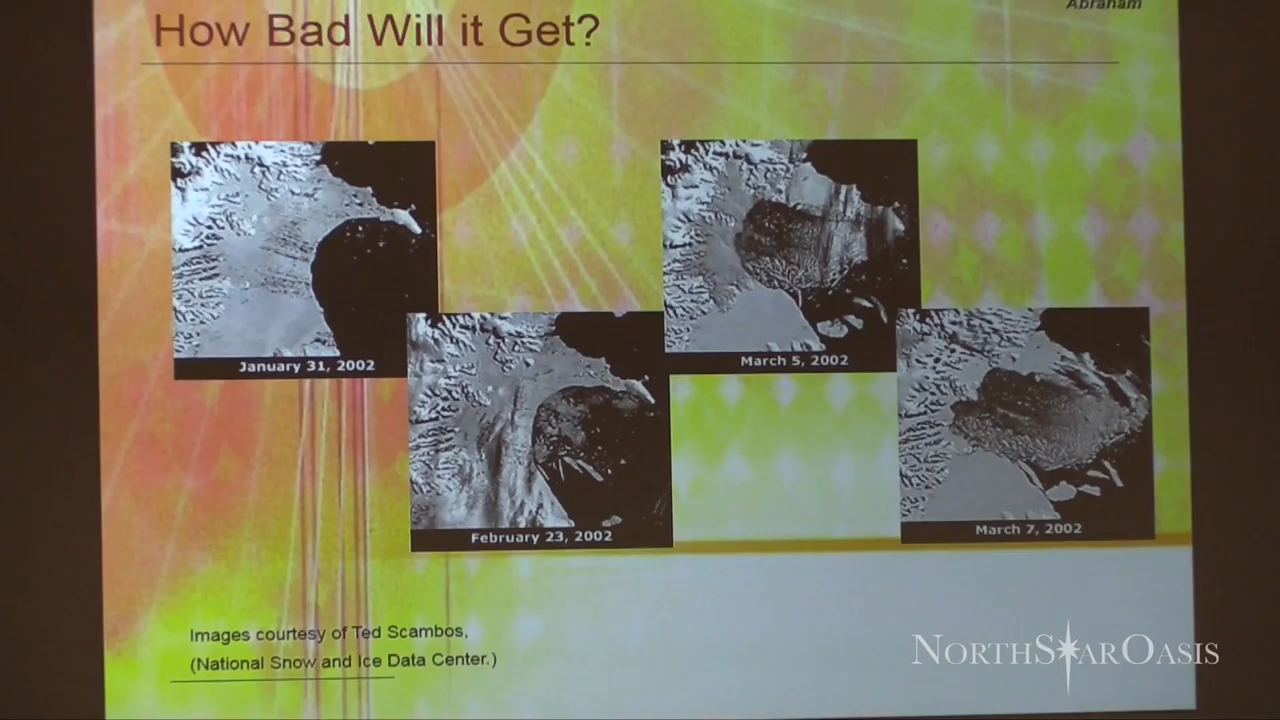 Abraham
How Bad Will it Get?
January 31, 2002
March 5, 2002
February 23, 2002
March 7, 2002
Images courtesy of Ted Scambos,
(National Snow and Ice Data Center.)
NORTHSTAROASIS